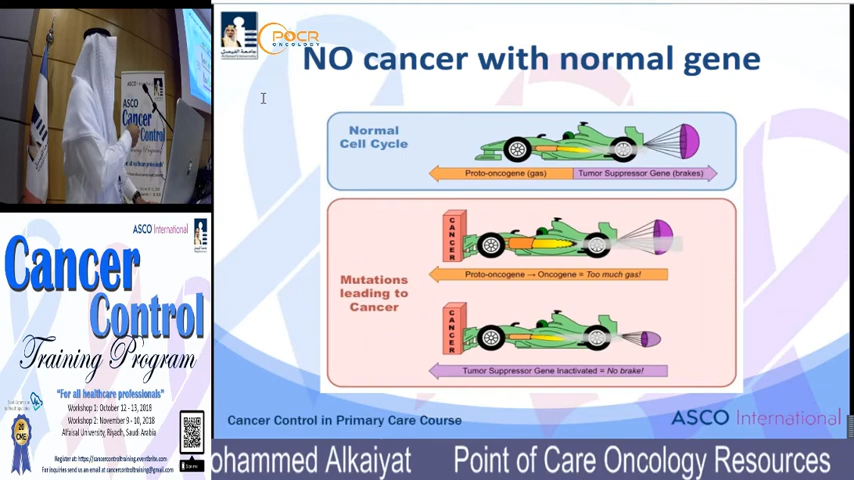 POCR
ONCOLOGY
NO cancer with normal gene
Normal
Cell Cycle
Proto-oncogene (gas)
Tumor Suppressor Gene (brakes)
CANCER
Proto-oncogene → Oncogene = Too much gas!
Mutations
leading to
Cancer
CANCER
Tumor Suppressor Gene Inactivated = No brake!
Cancer Control in Primary Care Course
ASCO International
ASCO
Cancer
Control
ASCO International
Cancer
Control
Training Program
"For all healthcare professionals"
Workshop 1: October 12 - 13, 2018
Workshop 2: November 9 - 10, 2018
Alfaisal University, Riyadh, Saudi Arabia
20
CME
Register at: https://cancercontroltraining.eventbrite.com
For inquiries send us an email at cancercontroltraining@gmail.com
ohammed Alkaiyat
Point of Care Oncology Resources